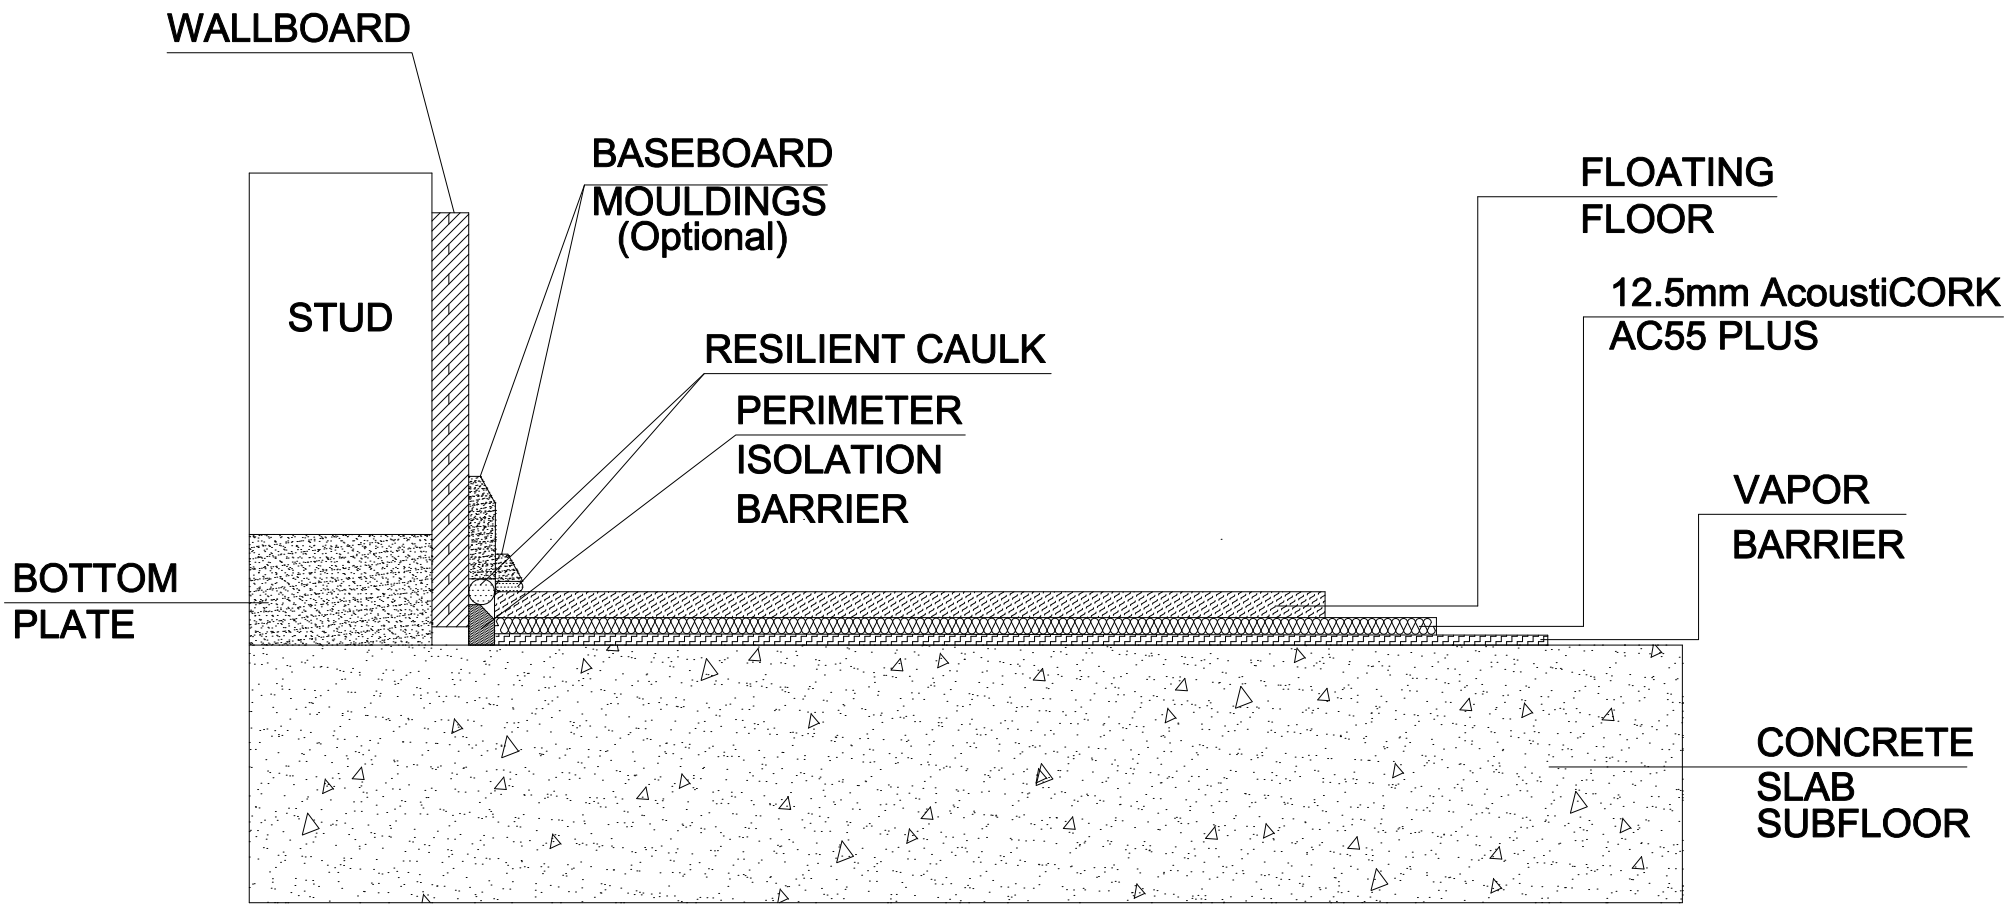 WALLBOARD
BASEBOARD
MOULDINGS
(Optional)
FLOATING
FLOOR
STUD
12.5mm AcoustiCORK
AC55 PLUS
RESILIENT CAULK
PERIMETER
ISOLATION
BARRIER
VAPOR
BARRIER
BOTTOM
PLATE
CONCRETE
SLAB
SUBFLOOR